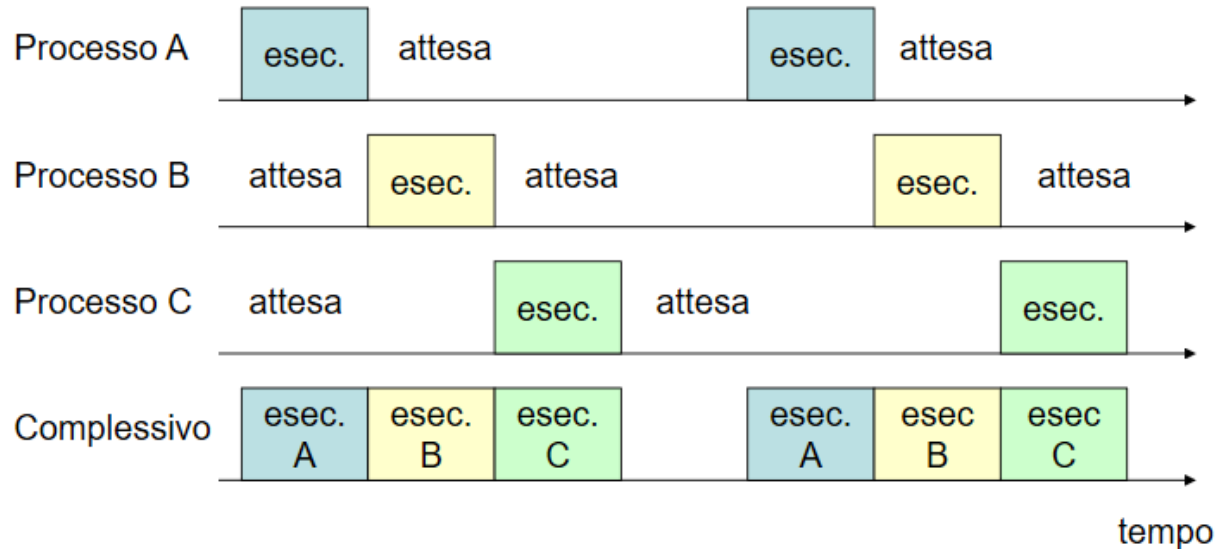 Processo A esec. attesa esec. attesa
Processo B attesa esec. attesa esec. attesa
Processo C attesa esec. attesa esec.
Complessivo esec. esec. esec. esec. esec esec
A B C A B C
tempo